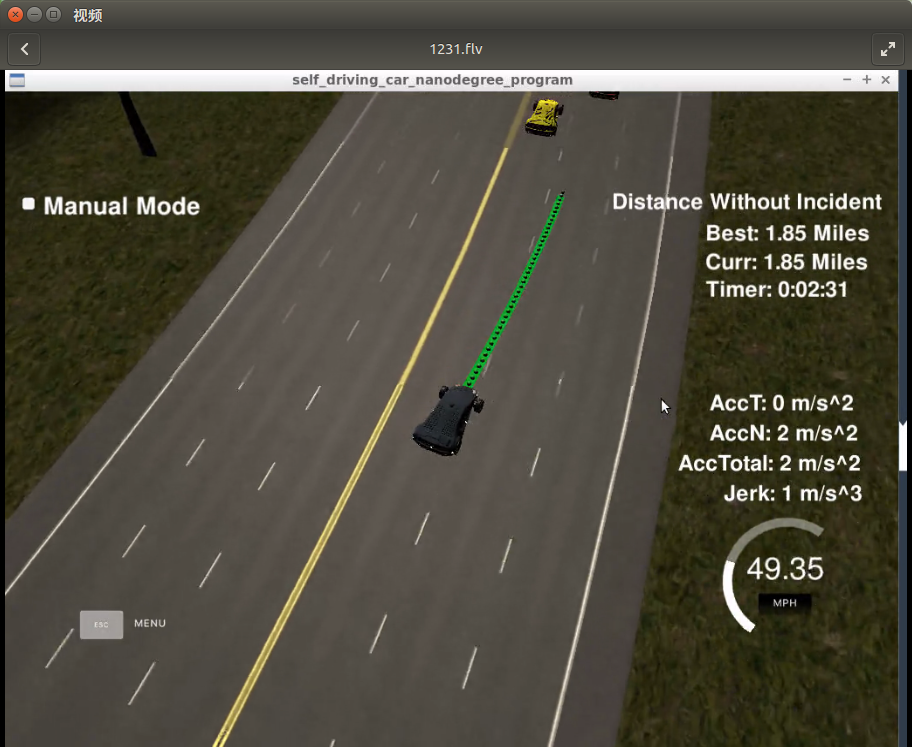 视频
1231.flv
self_driving_car_nanodegree_program
Manual Mode
Distance Without Incident
Best: 1.85 Miles
Curr: 1.85 Miles
Timer: 0:02:31
AccT: 0 m/s^2
AccN: 2 m/s^2
AccTotal: 2 m/s^2
Jerk: 1 m/s^3
49.35
MPH
ESC MENU